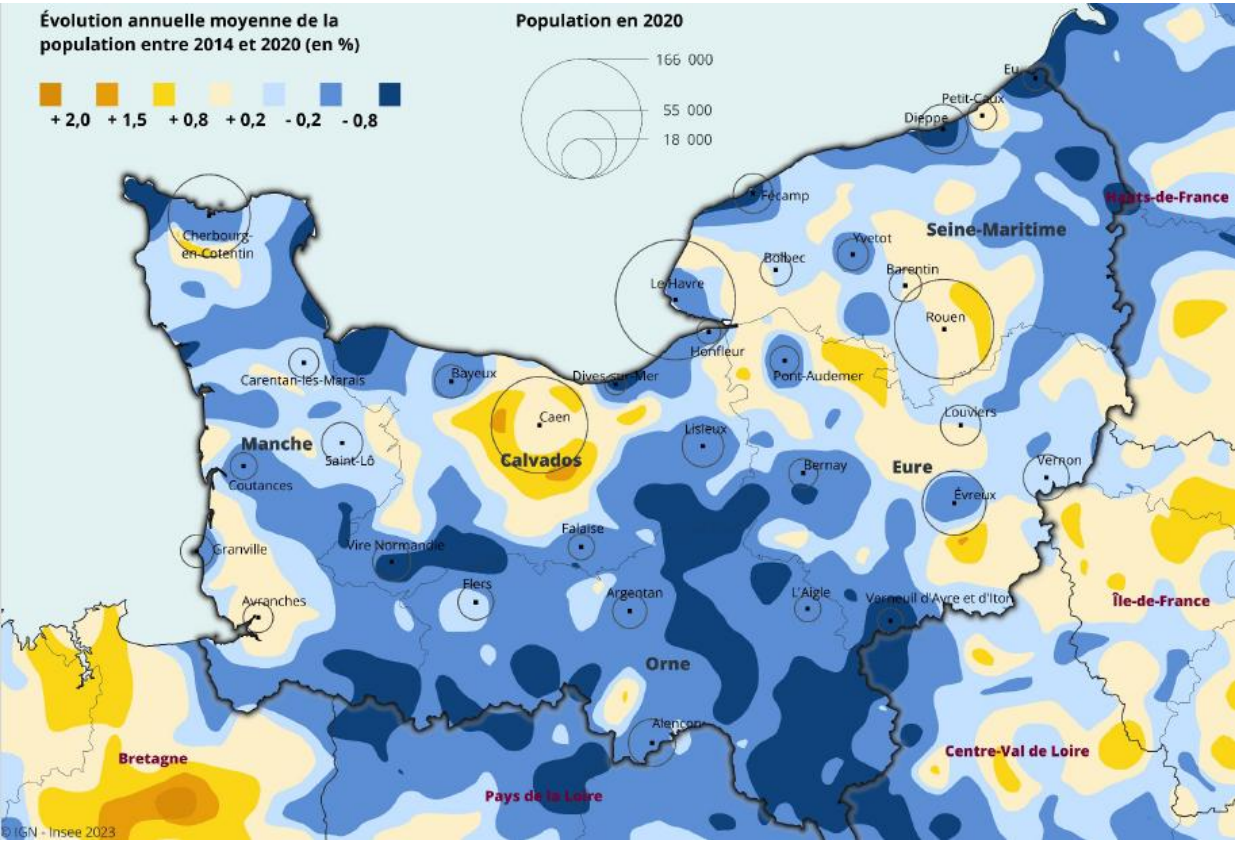 Évolution annuelle moyenne de la
population entre 2014 et 2020 (en %)
+ 2,0 + 1,5 + 0,8 + 0,2 - 0,2 - 0,8
Population en 2020
166 000
55 000
18 000
Eu
Petit-Caux
Dieppe
Hauts-de-France
Fécamp
Seine-Maritime
Cherbourg-
en-Cotentin
Yvetot
Bolbec
Barentin
Le Havre
Rouen
Honfleur
Carentan-les-Marais
Bayeux
Dives-sur-Mer
Pont-Audemer
Caen
Louviers
Manche
Lisieux
Saint-Lô
Calvados
Vernon
Bernay
Eure
Coutances
Évreux
Falaise
Vire Normandie
Granville
Flers
Argentan
L'Aigle
Verneuil d'Avre et d'Iton
Avranches
Île-de-France
Orne
Alençon
Bretagne
Centre-Val de Loire
Pays de la Loire
© IGN - Insee 2023